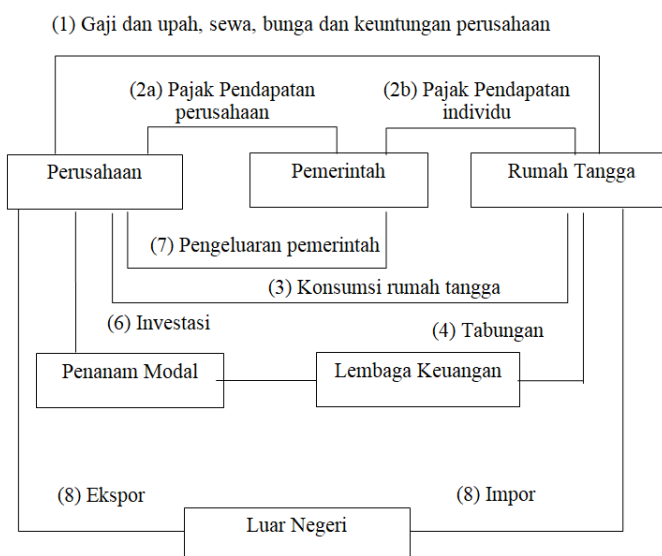 (1) Gaji dan upah, sewa, bunga dan keuntungan perusahaan
(2a) Pajak Pendapatan
perusahaan
(2b) Pajak Pendapatan
individu
Perusahaan
Pemerintah
Rumah Tangga
(7) Pengeluaran pemerintah
(3) Konsumsi rumah tangga
(6) Investasi
(4) Tabungan
Penanam Modal
Lembaga Keuangan
(8) Ekspor
(8) Impor
Luar Negeri